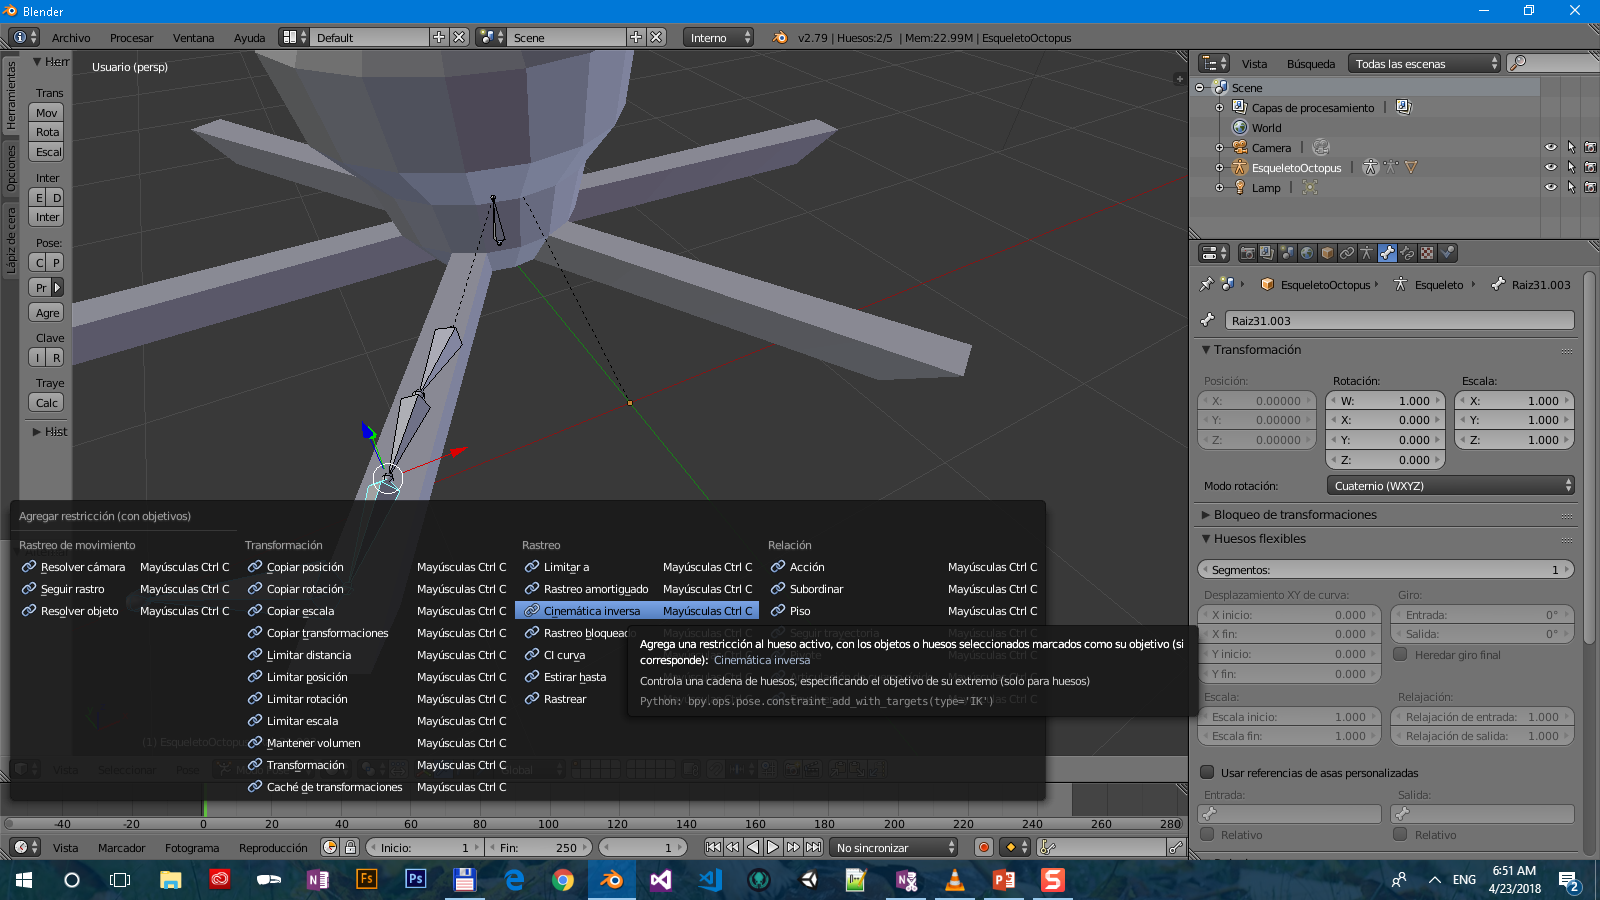 Blender
Archivo Procesar Ventana Ayuda Default Scene Interno v2.79 | Huesos:2/5 | Mem:22.99M | EsqueletoOctopus
Herramientas
Opciones
Lápiz de cera
Hem
Trans
Mov
Rota
Escal
Inter
E D
Inter
Pose:
C P
Pr
Agre
Clave
I R
Traye
Calc
Hist
Usuario (persp)
Agregar restricción (con objetivos)
Rastreo de movimiento
Resolver cámara Mayúsculas Ctrl C
Seguir rastro Mayúsculas Ctrl C
Resolver objeto Mayúsculas Ctrl C
Transformación
Copiar posición Mayúsculas Ctrl C
Copiar rotación Mayúsculas Ctrl C
Copiar escala Mayúsculas Ctrl C
Copiar transformaciones Mayúsculas Ctrl C
Limitar distancia Mayúsculas Ctrl C
Limitar posición Mayúsculas Ctrl C
Limitar rotación Mayúsculas Ctrl C
Limitar escala Mayúsculas Ctrl C
Mantener volumen Mayúsculas Ctrl C
Transformación Mayúsculas Ctrl C
Caché de transformaciones Mayúsculas Ctrl C
Rastreo
Limitar a Mayúsculas Ctrl C
Rastreo amortiguado Mayúsculas Ctrl C
Cinemática inversa Mayúsculas Ctrl C
Rastreo bloquead
CI curva
Estirar hasta
Rastrear
Relación
Acción Mayúsculas Ctrl C
Subordinar Mayúsculas Ctrl C
Piso Mayúsculas Ctrl C
Agrega una restricción al hueso activo, con los objetos o huesos seleccionados marcados como su objetivo (si
corresponde): Cinemática inversa
Controla una cadena de huesos, especificando el objetivo de su extremo (solo para huesos)
Python: bpy.ops.pose.constraint_add_with_targets(type='IK')
(1) EsqueletoOctopus
Vista Seleccionar Pose Global
-40 -20 0 20 40 60 80 100 120 140 160 180 200 220 240 260 280
Vista Marcador Fotograma Reproducción Inicio: 1 Fin: 250 1 No sincronizar
Vista Búsqueda Todas las escenas
Scene
Capas de procesamiento |
World
Camera |
EsqueletoOctopus |
Lamp |
EsqueletoOctopus Esqueleto Raiz31.003
Raiz31.003
Transformación
Posición: Rotación: Escala:
X: 0.00000 W: 1.000 X: 1.000
Y: 0.00000 X: 0.000 Y: 1.000
Z: 0.00000 Y: 0.000 Z: 1.000
Z: 0.000
Modo rotación: Cuaternio (WXYZ)
Bloqueo de transformaciones
Huesos flexibles
Segmentos: 1
Desplazamiento XY de curva: Giro:
X inicio: 0.000 Entrada: 0°
X fin: 0.000 Salida: 0°
Y inicio: 0.000 Heredar giro final
Y fin: 0.000
Escala: Relajación:
Escala inicio: 1.000 Relajación de entrada: 1.000
Escala fin: 1.000 Relajación de salida: 1.000
Usar referencias de asas personalizadas
Entrada: Salida:
Relativo Relativo
ENG
6:51 AM
4/23/2018
2